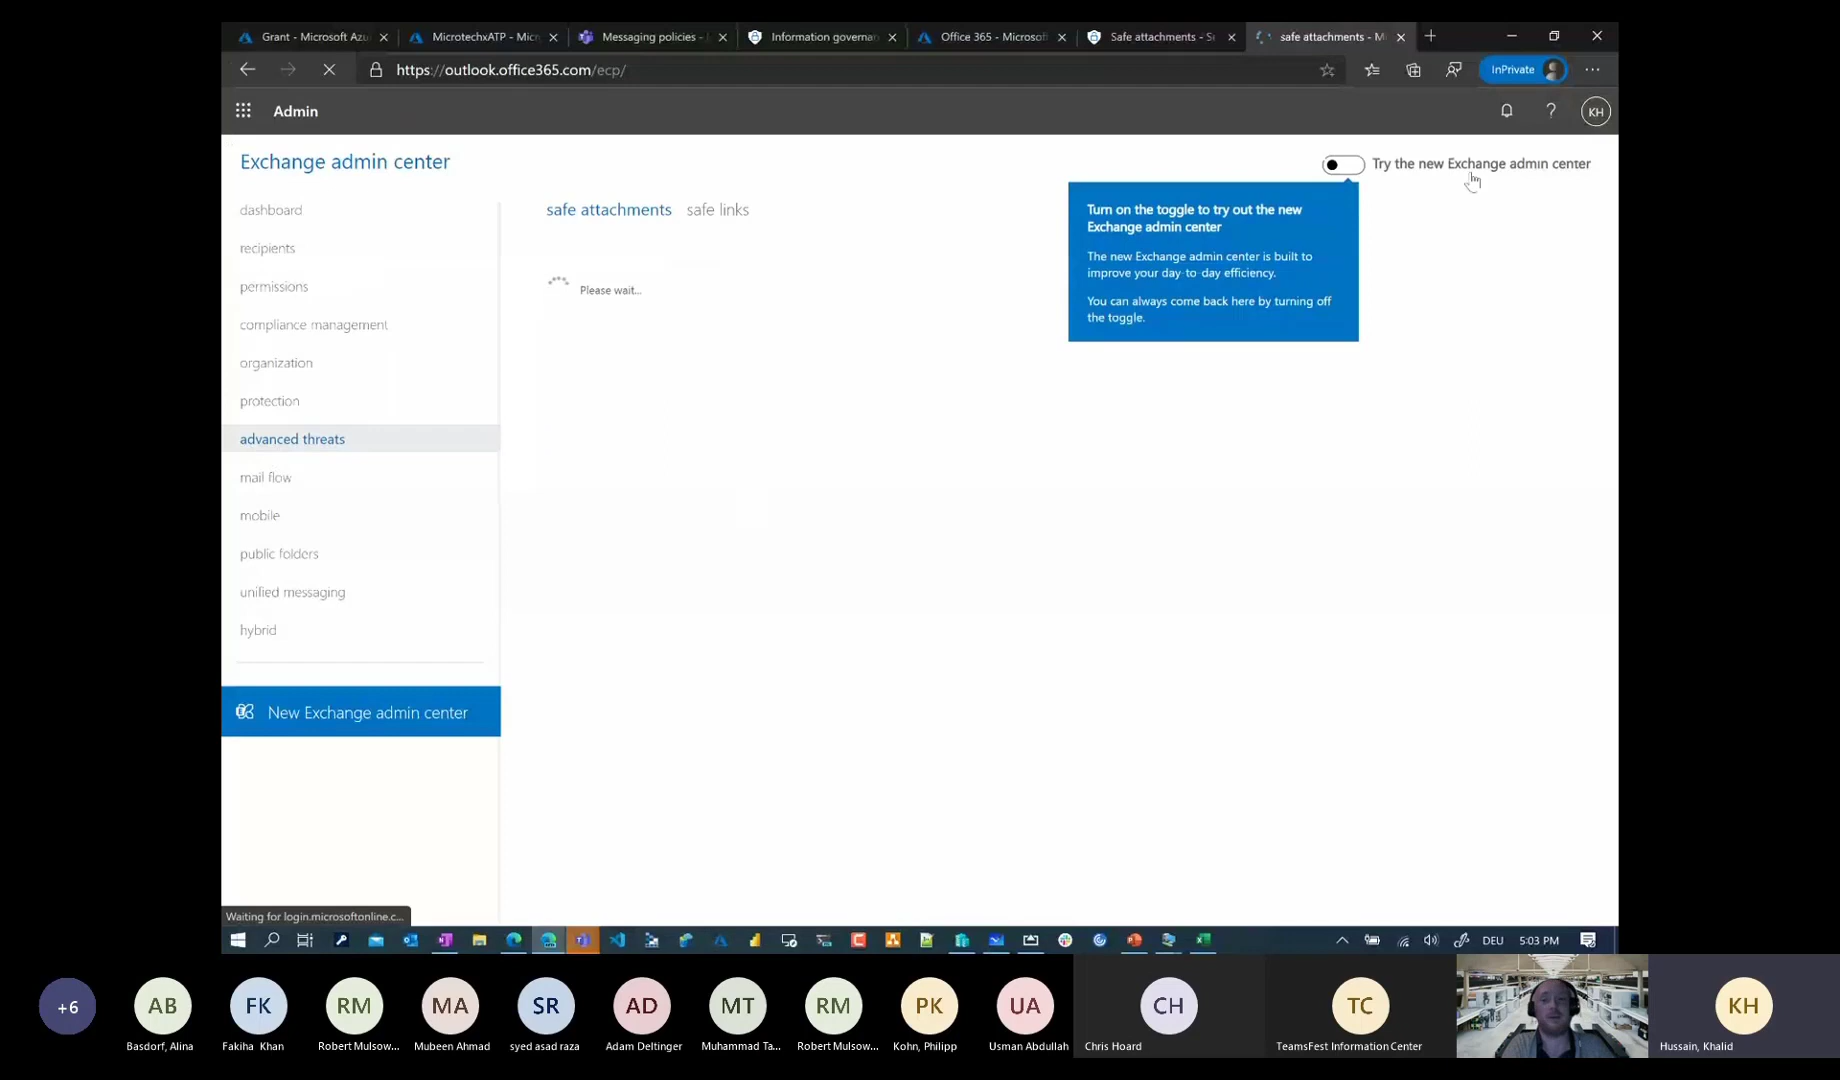 Grant - Microsoft Azu
MicrotechxATP - Micr
Messaging policies -
Information governa
Office 365 - Microsof
Safe attachments - S
safe attachments - M
https://outlook.office365.com/ecp/
InPrivate
Admin
KH
Exchange admin center
Try the new Exchange admin center
dashboard
recipients
permissions
compliance management
organization
protection
advanced threats
mail flow
mobile
public folders
unified messaging
hybrid
New Exchange admin center
safe attachments
safe links
Please wait...
Turn on the toggle to try out the new
Exchange admin center
The new Exchange admin center is built to
improve your day-to-day efficiency.
You can always come back here by turning off
the toggle.
Waiting for login.microsoftonline.c...
DEU
5:03 PM
+6
AB
FK
RM
MA
SR
AD
MT
RM
PK
UA
CH
TC
KH
Basdorf, Alina
Fakiha Khan
Robert Mulsow...
Mubeen Ahmad
syed asad raza
Adam Deltinger
Muhammad Ta...
Robert Mulsow...
Kohn, Philipp
Usman Abdullah
Chris Hoard
TeamsFest Information Center
Hussain, Khalid